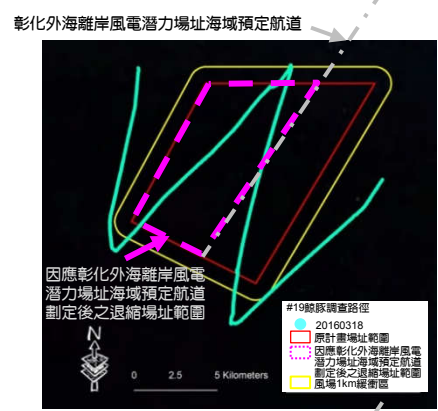 彰化外海離岸風電潛力場址海域預定航道
因應彰化外海離岸風電
潛力場址海域預定航道
劃定後之退縮場址範圍
N
0 2.5 5 Kilometers
#19鯨豚調查路徑
20160318
原計畫場址範圍
因應彰化外海離岸風電
潛力場址海域預定航道
劃定後之退縮場址範圍
風場1km緩衝區